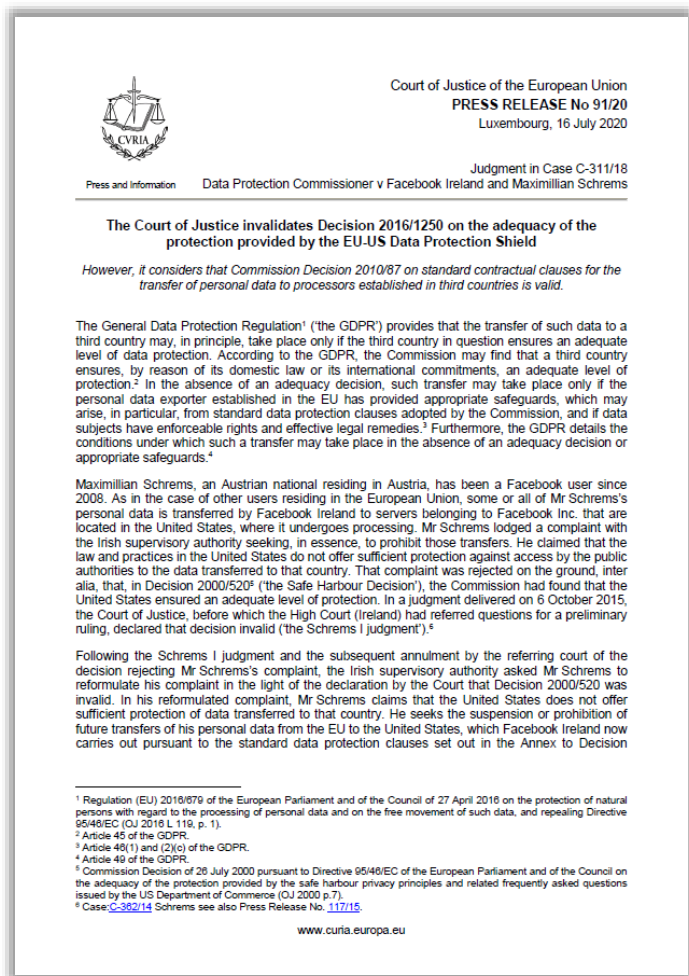 Court of Justice of the European Union
PRESS RELEASE No 91/20
Luxembourg, 16 July 2020
CVRIA
Judgment in Case C-311/18
Press and Information
Data Protection Commissioner v Facebook Ireland and Maximillian Schrems
The Court of Justice invalidates Decision 2016/1250 on the adequacy of the
protection provided by the EU-US Data Protection Shield
However, it considers that Commission Decision 2010/87 on standard contractual clauses for the
transfer of personal data to processors established in third countries is valid.
The General Data Protection Regulation¹ (‘the GDPR’) provides that the transfer of such data to a
third country may, in principle, take place only if the third country in question ensures an adequate
level of data protection. According to the GDPR, the Commission may find that a third country
ensures, by reason of its domestic law or its international commitments, an adequate level of
protection.² In the absence of an adequacy decision, such transfer may take place only if the
personal data exporter established in the EU has provided appropriate safeguards, which may
arise, in particular, from standard data protection clauses adopted by the Commission, and if data
subjects have enforceable rights and effective legal remedies.³ Furthermore, the GDPR details the
conditions under which such a transfer may take place in the absence of an adequacy decision or
appropriate safeguards.⁴
Maximillian Schrems, an Austrian national residing in Austria, has been a Facebook user since
2008. As in the case of other users residing in the European Union, some or all of Mr Schrems’s
personal data is transferred by Facebook Ireland to servers belonging to Facebook Inc. that are
located in the United States, where it undergoes processing. Mr Schrems lodged a complaint with
the Irish supervisory authority seeking, in essence, to prohibit those transfers. He claimed that the
law and practices in the United States do not offer sufficient protection against access by the public
authorities to the data transferred to that country. That complaint was rejected on the ground, inter
alia, that, in Decision 2000/520⁵ (‘the Safe Harbour Decision’), the Commission had found that the
United States ensured an adequate level of protection. In a judgment delivered on 6 October 2015,
the Court of Justice, before which the High Court (Ireland) had referred questions for a preliminary
ruling, declared that decision invalid (‘the Schrems I judgment’).⁶
Following the Schrems I judgment and the subsequent annulment by the referring court of the
decision rejecting Mr Schrems’s complaint, the Irish supervisory authority asked Mr Schrems to
reformulate his complaint in the light of the declaration by the Court that Decision 2000/520 was
invalid. In his reformulated complaint, Mr Schrems claims that the United States does not offer
sufficient protection of data transferred to that country. He seeks the suspension or prohibition of
future transfers of his personal data from the EU to the United States, which Facebook Ireland now
carries out pursuant to the standard data protection clauses set out in the Annex to Decision
¹ Regulation (EU) 2016/679 of the European Parliament and of the Council of 27 April 2016 on the protection of natural
persons with regard to the processing of personal data and on the free movement of such data, and repealing Directive
95/46/EC (OJ 2016 L 119, p. 1).
² Article 45 of the GDPR.
³ Article 46(1) and (2)(c) of the GDPR.
⁴ Article 49 of the GDPR.
⁵ Commission Decision of 26 July 2000 pursuant to Directive 95/46/EC of the European Parliament and of the Council on
the adequacy of the protection provided by the safe harbour privacy principles and related frequently asked questions
issued by the US Department of Commerce (OJ 2000 p.7).
⁶ Case:C-362/14 Schrems see also Press Release No. 117/15.
www.curia.europa.eu